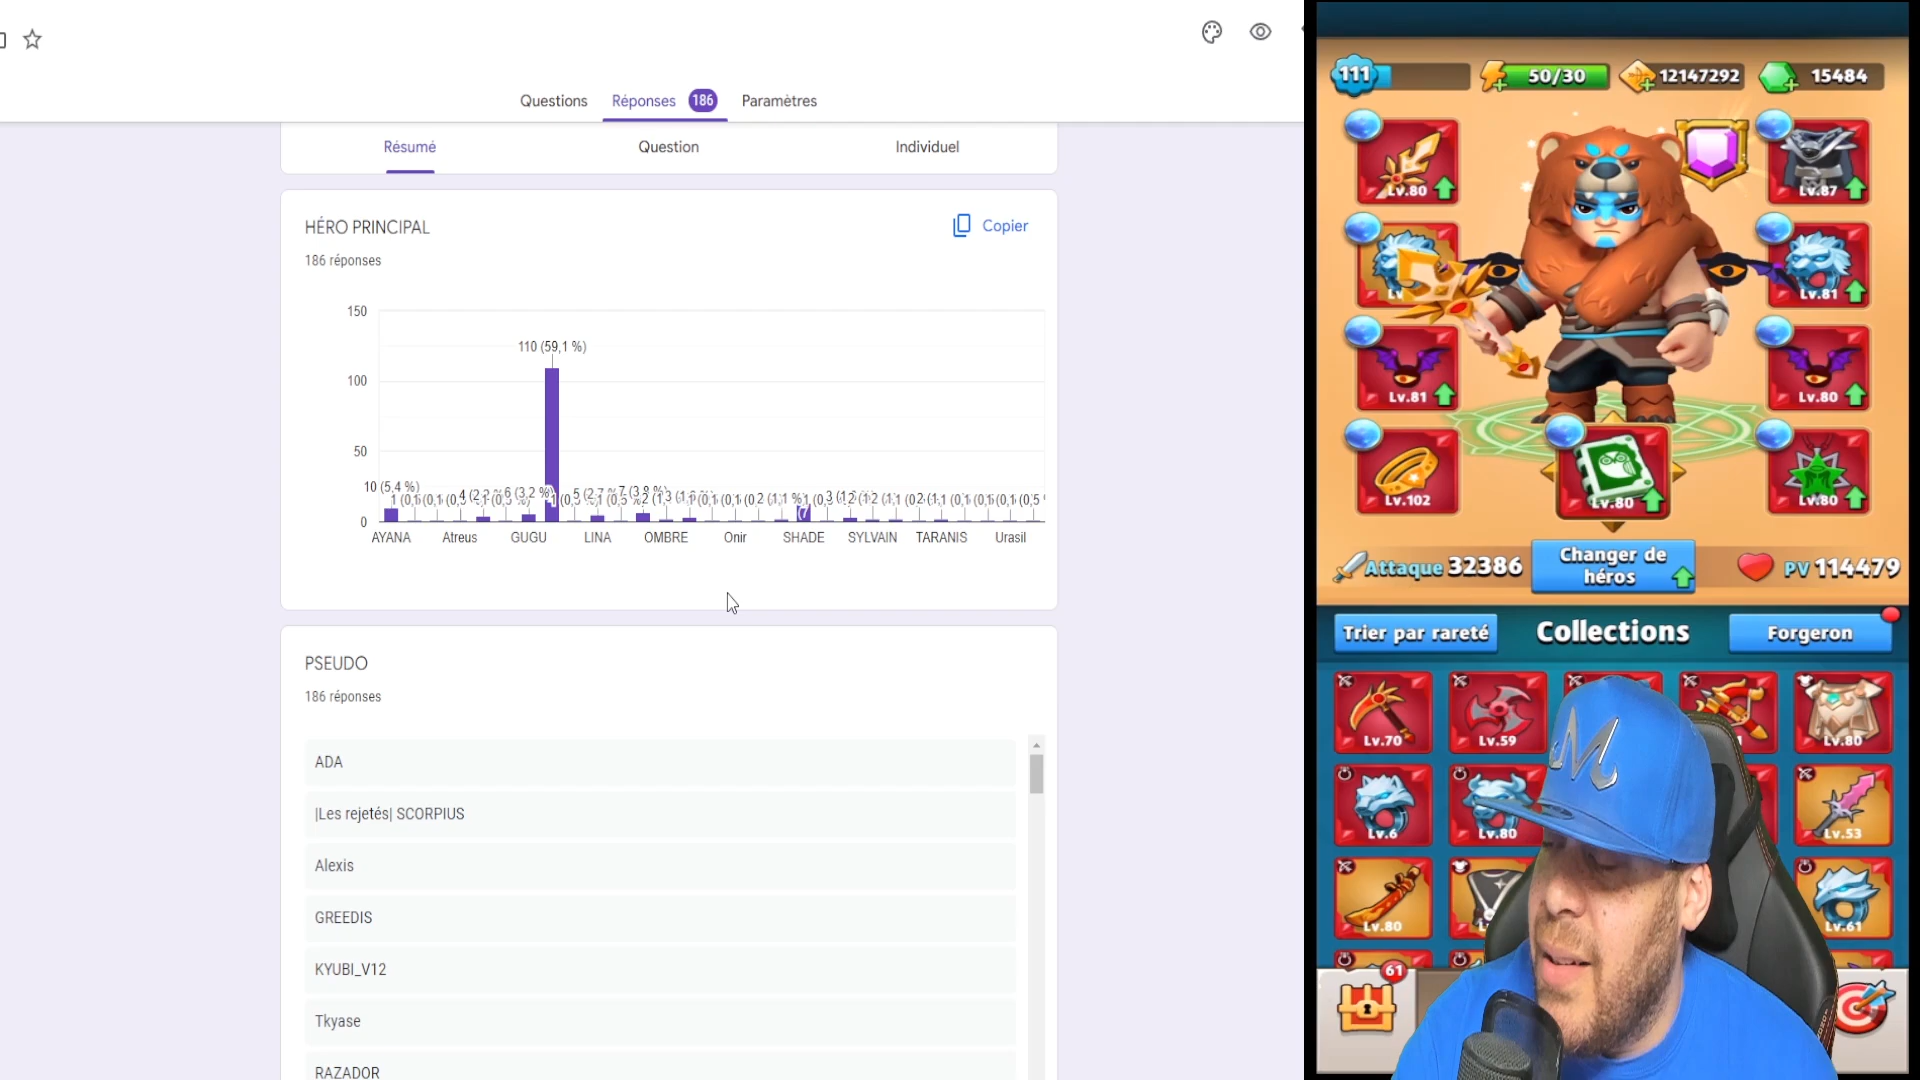 Questions
Réponses 186
Paramètres
Résumé
Question
Individuel
HÉRO PRINCIPAL
Copier
186 réponses
150
110 (59,1 %)
100
50
10 (5,4 %)
0
AYANA Atreus GUGU LINA OMBRE Onir SHADE SYLVAIN TARANIS Urasil
PSEUDO
186 réponses
ADA
|Les rejetés| SCORPIUS
Alexis
GREEDIS
KYUBI_V12
Tkyase
RAZADOR
111
50/30
12147292
15484
Lv.80
Lv.87
Lv.81
Lv.81
Lv.80
Lv.102
Lv.80
Lv.80
Attaque 32386
Changer de
héros
PV 114479
Trier par rareté
Collections
Forgeron
Lv.70
Lv.59
Lv.80
Lv.6
Lv.80
Lv.53
Lv.80
Lv.61
61